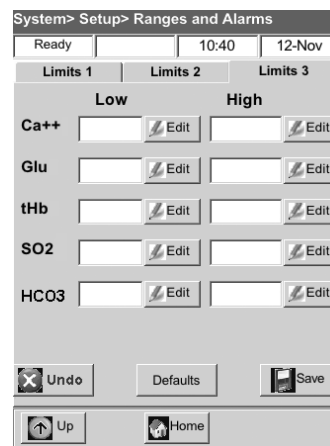 System> Setup> Ranges and Alarms
Ready 10:40 12-Nov
Limits 1 Limits 2 Limits 3
Low High
Ca++ Edit Edit
Glu Edit Edit
tHb Edit Edit
SO2 Edit Edit
HCO3 Edit Edit
Undo Defaults Save
Up Home